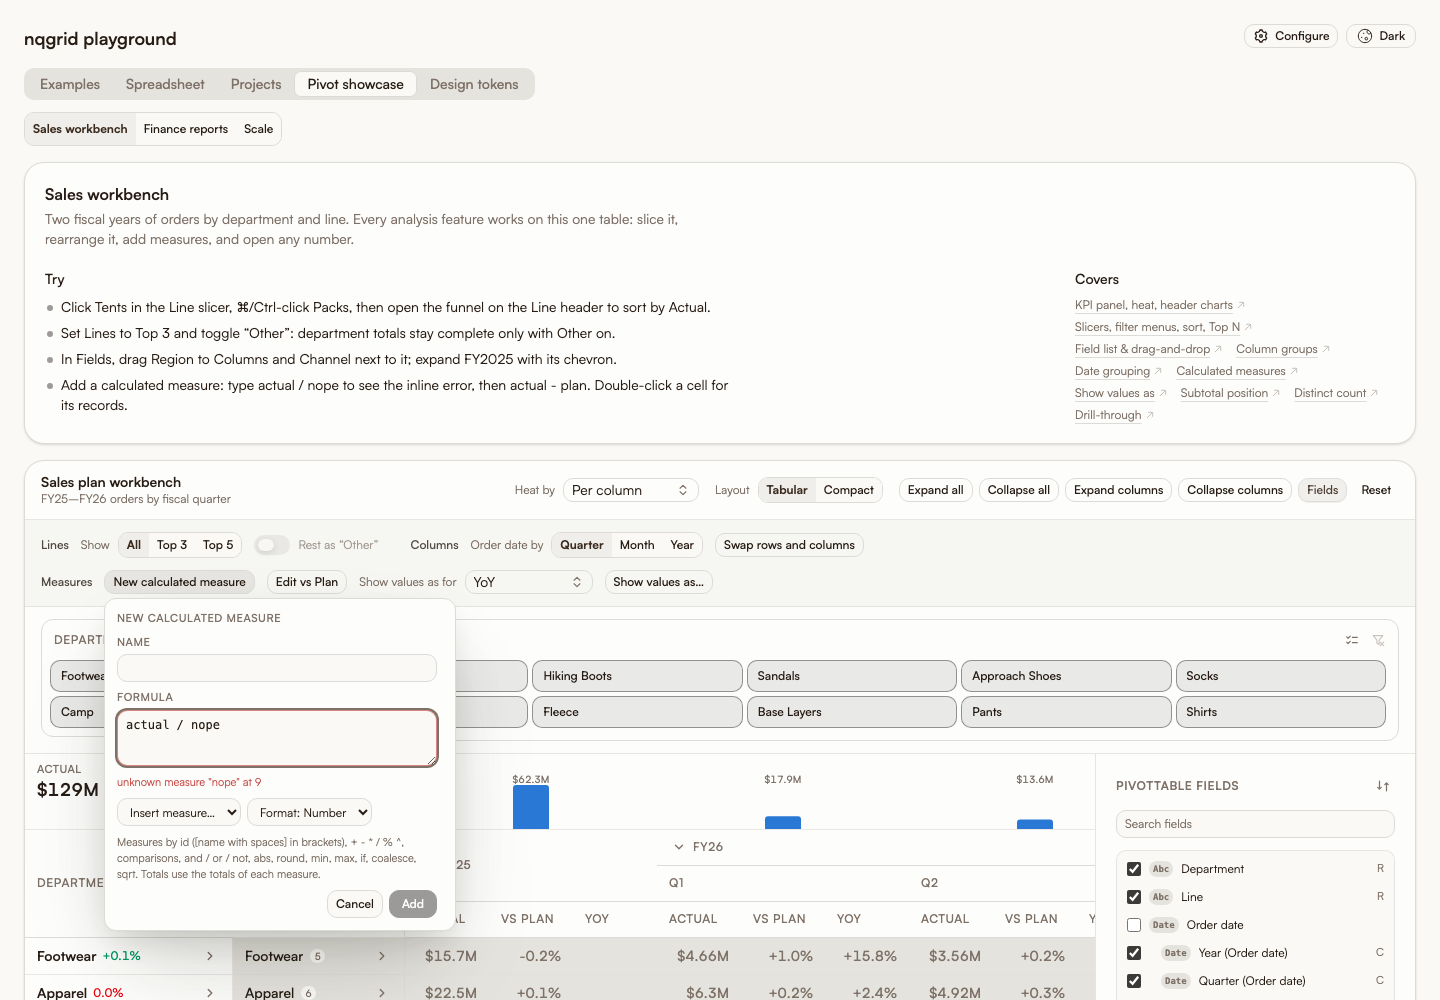 nqgrid playground
Configure
Dark
Examples
Spreadsheet
Projects
Pivot showcase
Design tokens
Sales workbench
Finance reports
Scale
Sales workbench
Two fiscal years of orders by department and line. Every analysis feature works on this one table: slice it,
rearrange it, add measures, and open any number.
Try
Click Tents in the Line slicer, ⌘/Ctrl-click Packs, then open the funnel on the Line header to sort by Actual.
Set Lines to Top 3 and toggle “Other”: department totals stay complete only with Other on.
In Fields, drag Region to Columns and Channel next to it; expand FY2025 with its chevron.
Add a calculated measure: type actual / nope to see the inline error, then actual - plan. Double-click a cell for
its records.
Covers
KPI panel, heat, header charts ↗
Slicers, filter menus, sort, Top N ↗
Field list & drag-and-drop ↗ Column groups ↗
Date grouping ↗ Calculated measures ↗
Show values as ↗ Subtotal position ↗ Distinct count ↗
Drill-through ↗
Sales plan workbench
FY25—FY26 orders by fiscal quarter
Heat by Per column
Layout Tabular Compact
Expand all
Collapse all
Expand columns
Collapse columns
Fields
Reset
Lines Show All Top 3 Top 5 Rest as “Other”
Columns Order date by Quarter Month Year Swap rows and columns
Measures New calculated measure Edit vs Plan Show values as for YoY Show values as...
NEW CALCULATED MEASURE
NAME
FORMULA
actual / nope
unknown measure "nope" at 9
Insert measure... Format: Number
Measures by id ([name with spaces] in brackets), + - * / % ^,
comparisons, and / or / not, abs, round, min, max, if, coalesce,
sqrt. Totals use the totals of each measure.
Cancel Add
DEPART
Footwea Hiking Boots Sandals Approach Shoes Socks
Camp Fleece Base Layers Pants Shirts
ACTUAL
$129M
$62.3M $17.9M $13.6M
25 FY26
DEPARTME Q1 Q2
AL VS PLAN YOY ACTUAL VS PLAN YOY ACTUAL VS PLAN Y
Footwear +0.1% Footwear 5 $15.7M -0.2% $4.66M +1.0% +15.8% $3.56M +0.2%
Apparel 0.0% Apparel 6 $22.5M +0.1% $6.3M +0.2% +2.4% $4.92M +0.3%
PIVOTTABLE FIELDS
Search fields
Abc Department R
Abc Line R
Date Order date
Date Year (Order date) C
Date Quarter (Order date) C